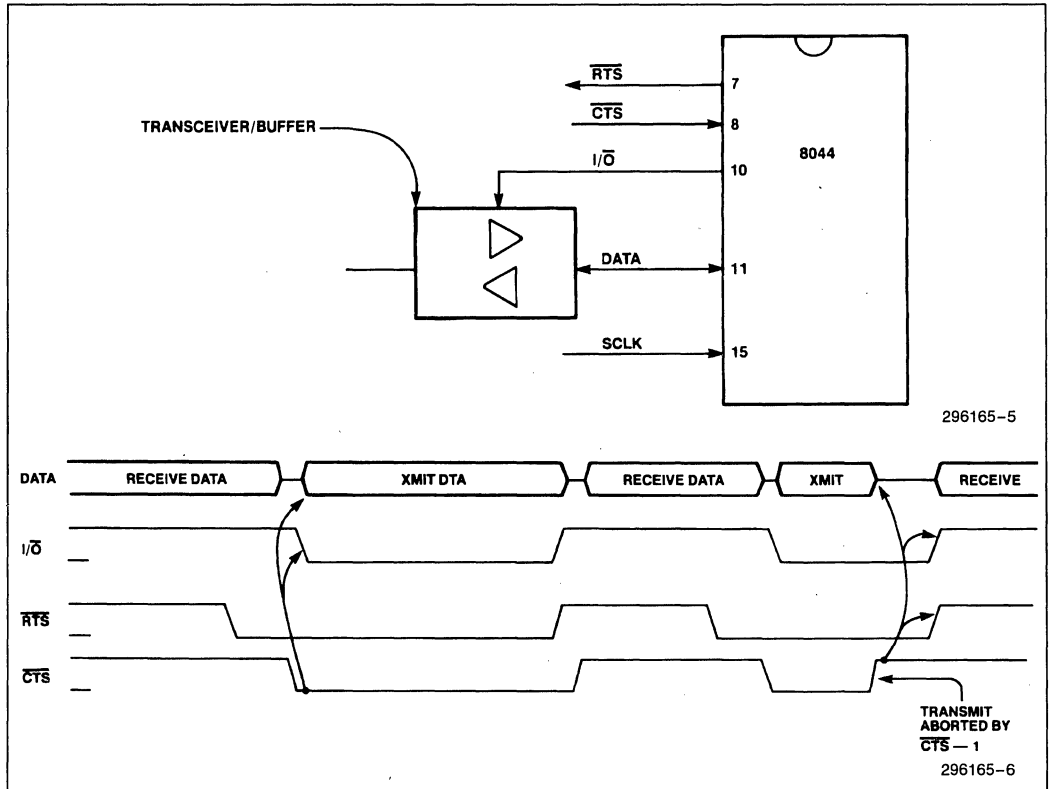 RTS
7
CTS
8
TRANSCEIVER/BUFFER
8044
I/O
10
DATA
11
SCLK
15
296165-5
DATA
RECEIVE DATA
XMIT DTA
RECEIVE DATA
XMIT
RECEIVE
I/O
RTS
CTS
TRANSMIT
ABORTED BY
CTS — 1
296165-6